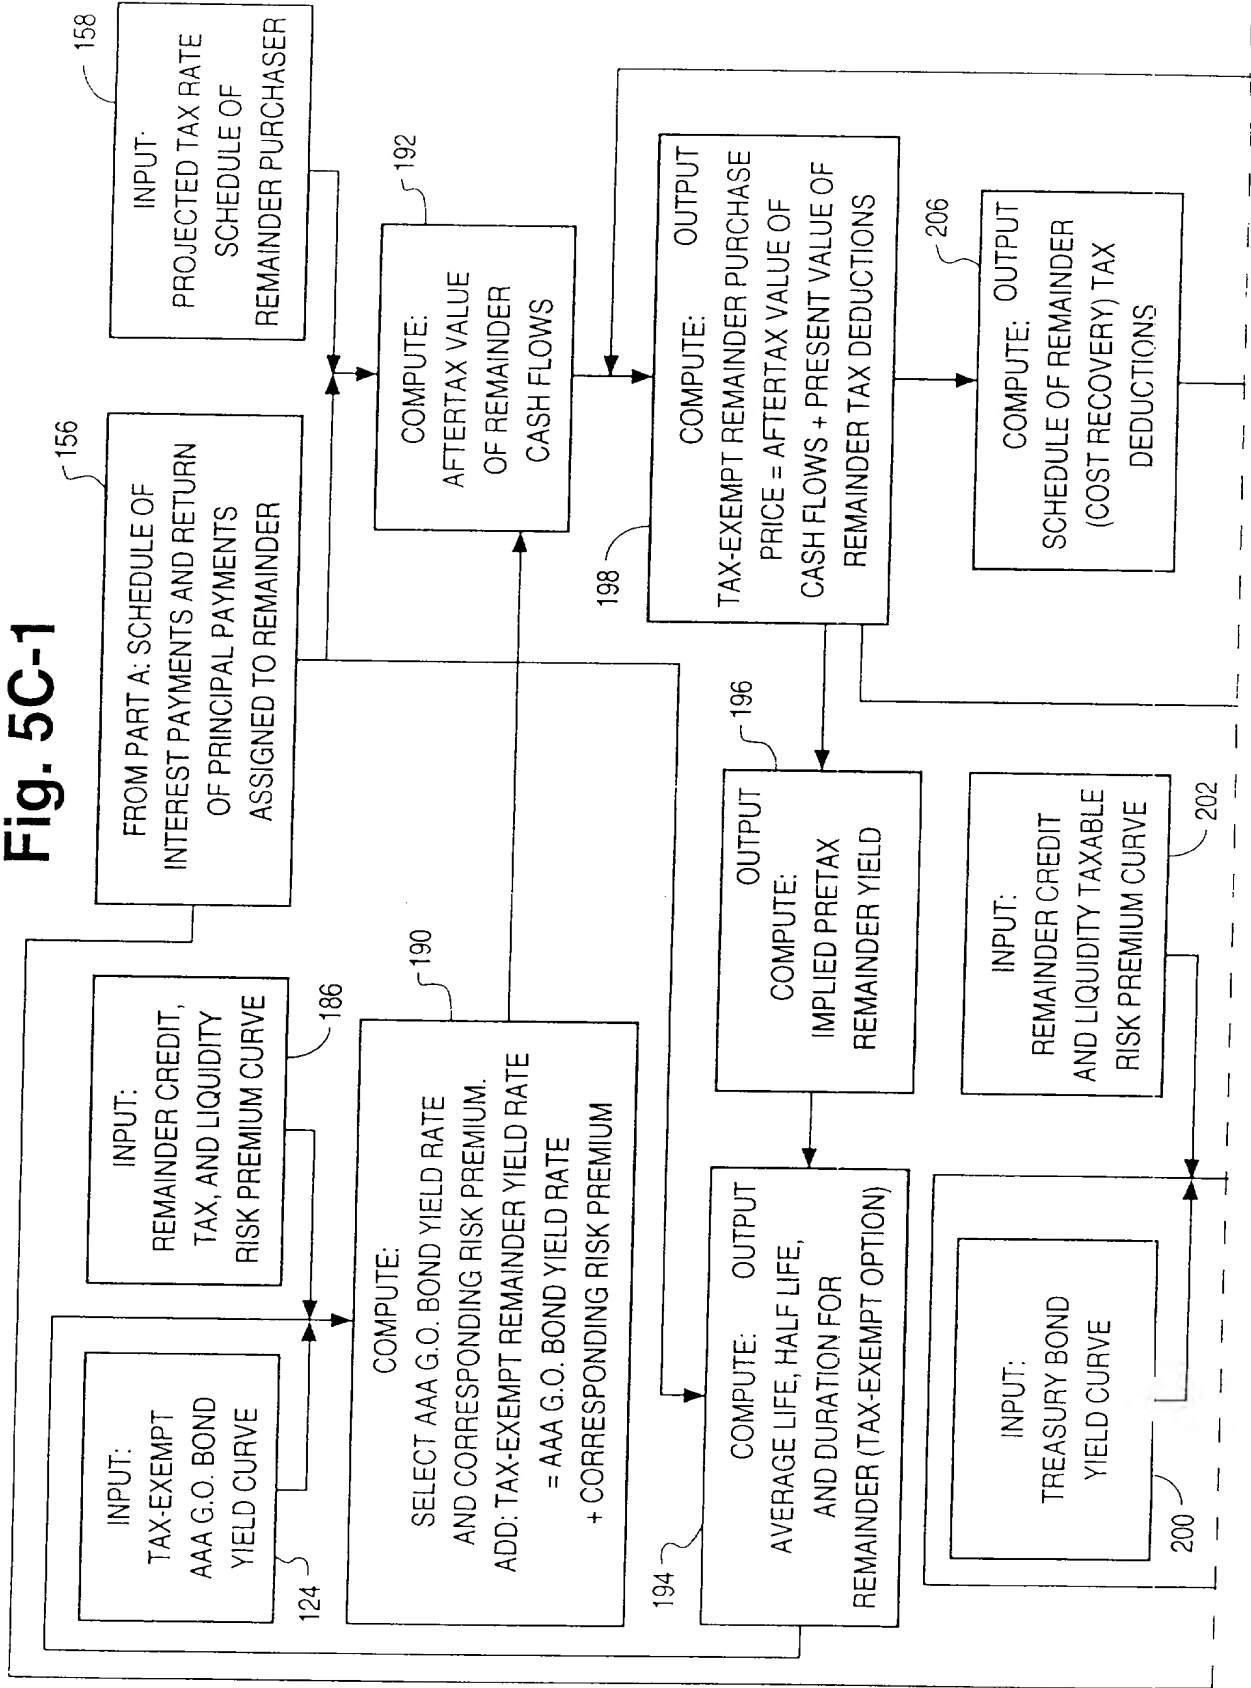 Fig. 5C-1
INPUT:
TAX-EXEMPT
AAA G.O. BOND
YIELD CURVE
124
INPUT:
REMAINDER CREDIT,
TAX, AND LIQUIDITY
RISK PREMIUM CURVE
186
FROM PART A: SCHEDULE OF
INTEREST PAYMENTS AND RETURN
OF PRINCIPAL PAYMENTS
ASSIGNED TO REMAINDER
156
INPUT:
PROJECTED TAX RATE
SCHEDULE OF
REMAINDER PURCHASER
158
COMPUTE:
SELECT AAA G.O. BOND YIELD RATE
AND CORRESPONDING RISK PREMIUM.
ADD: TAX-EXEMPT REMAINDER YIELD RATE
= AAA G.O. BOND YIELD RATE
+ CORRESPONDING RISK PREMIUM
190
COMPUTE:
AFTERTAX VALUE
OF REMAINDER
CASH FLOWS
192
COMPUTE: OUTPUT
AVERAGE LIFE, HALF LIFE,
AND DURATION FOR
REMAINDER (TAX-EXEMPT OPTION)
194
OUTPUT
COMPUTE:
IMPLIED PRETAX
REMAINDER YIELD
196
COMPUTE: OUTPUT
TAX-EXEMPT REMAINDER PURCHASE
PRICE = AFTERTAX VALUE OF
CASH FLOWS + PRESENT VALUE OF
REMAINDER TAX DEDUCTIONS
198
INPUT:
TREASURY BOND
YIELD CURVE
200
INPUT:
REMAINDER CREDIT
AND LIQUIDITY TAXABLE
RISK PREMIUM CURVE
202
COMPUTE: OUTPUT
SCHEDULE OF REMAINDER
(COST RECOVERY) TAX
DEDUCTIONS
206